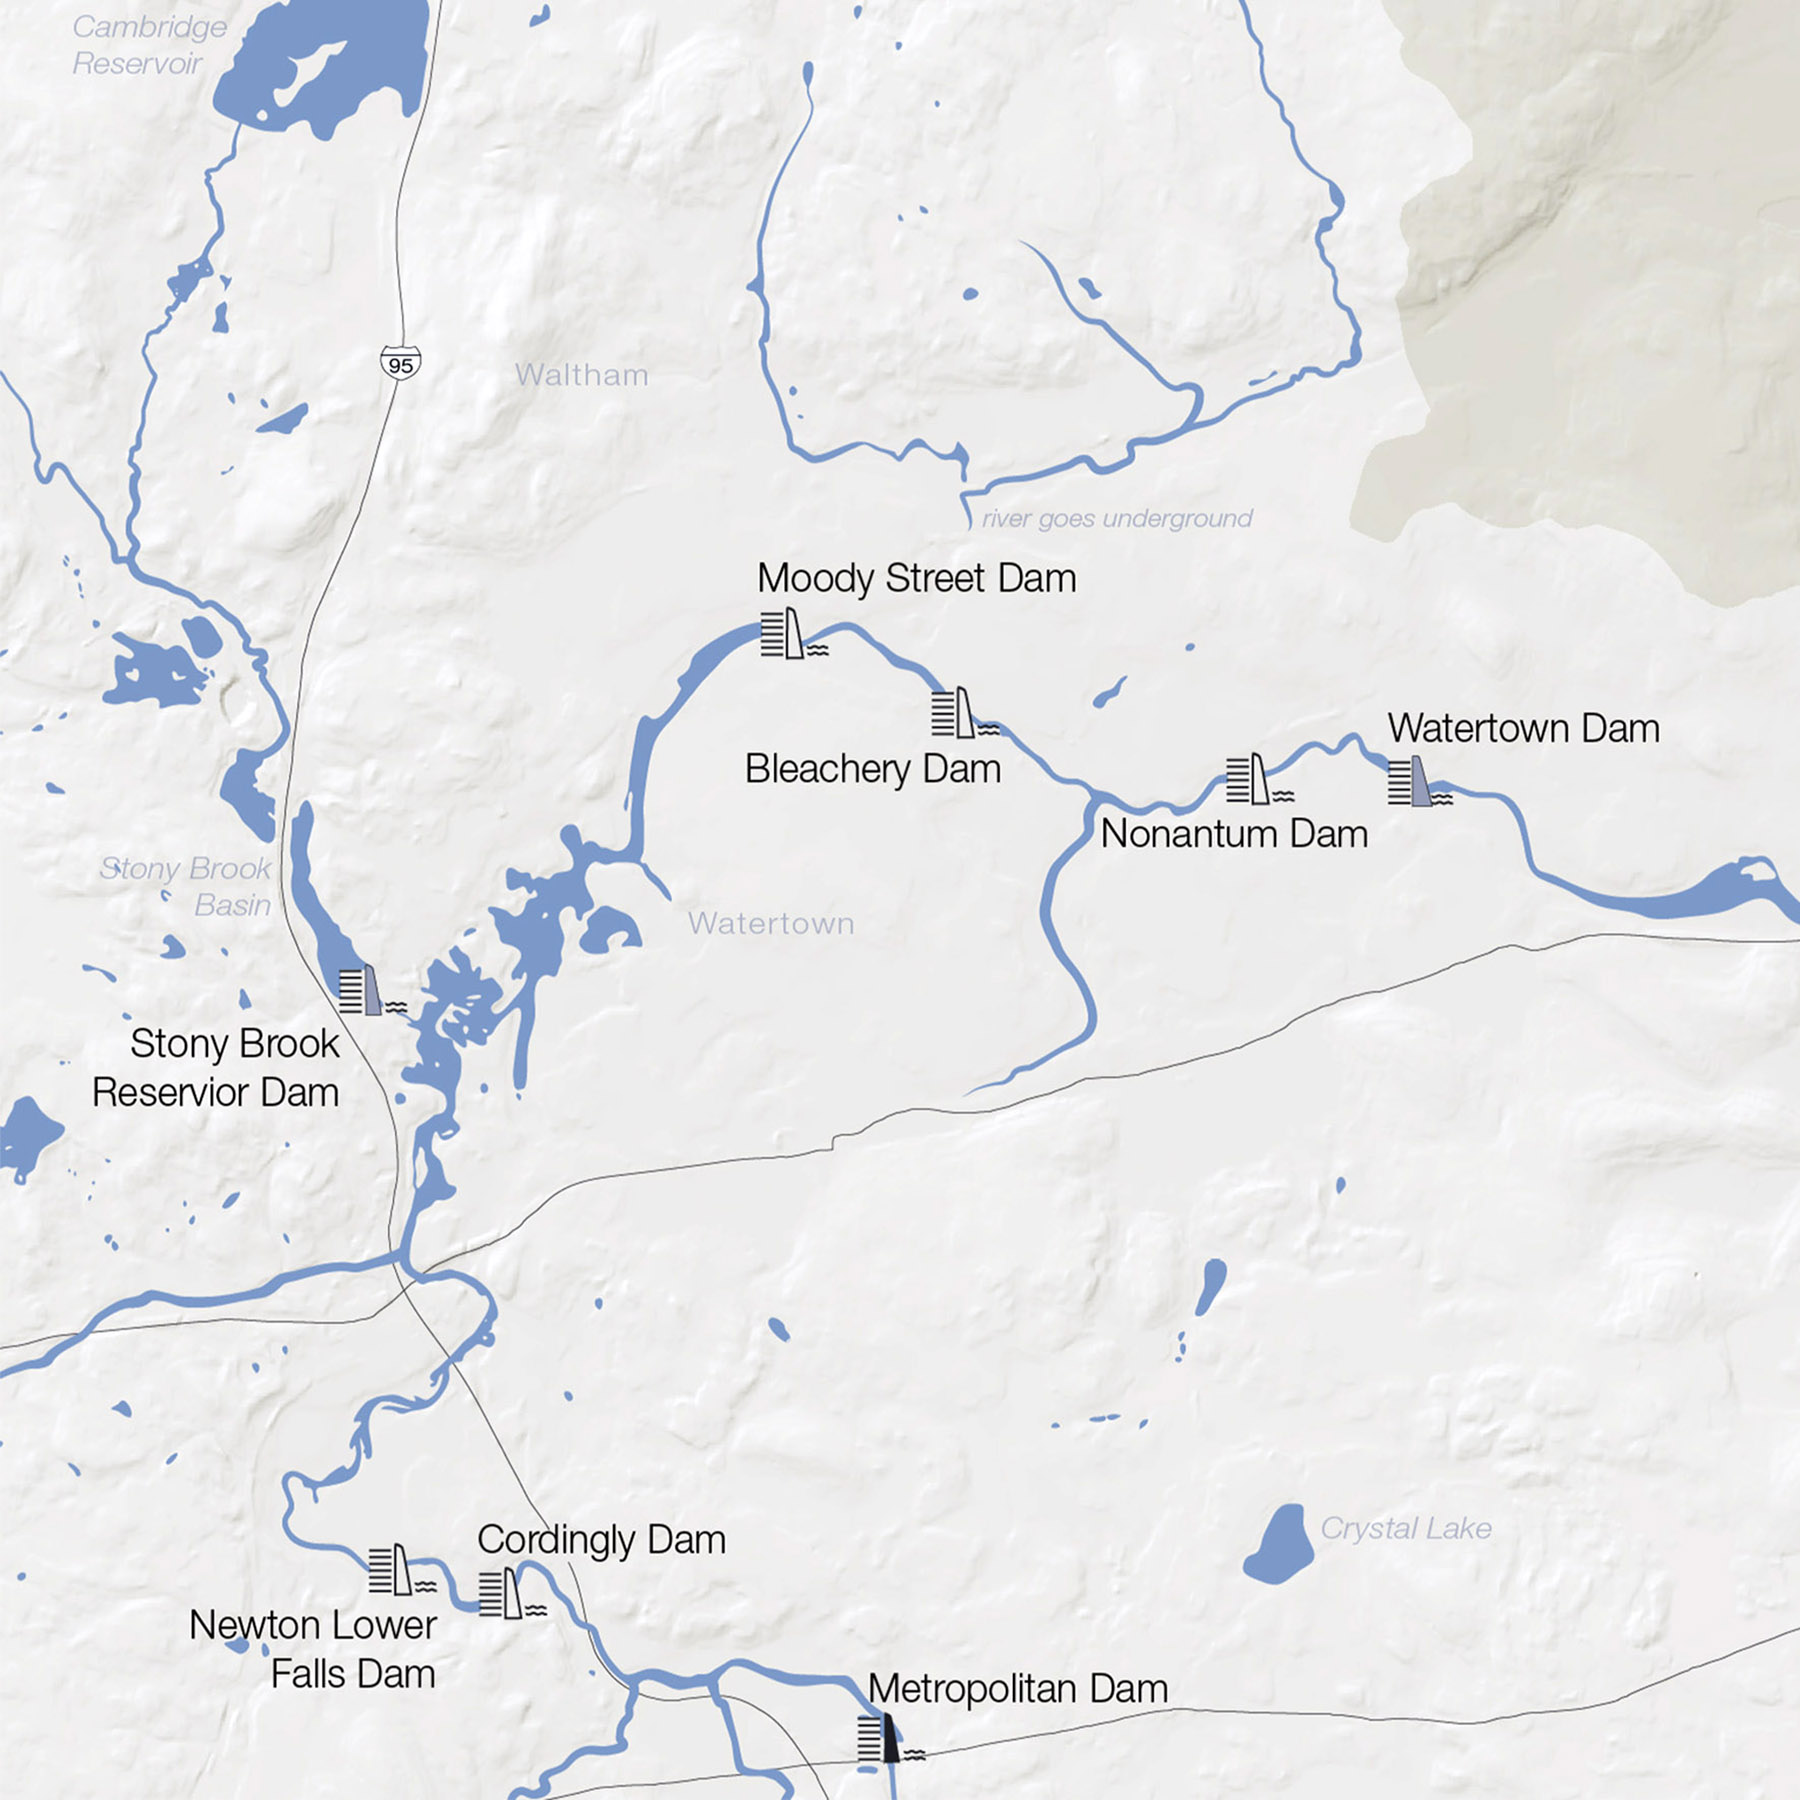 Cambridge
Reservoir
95
Waltham
river goes underground
Moody Street Dam
Watertown Dam
Bleachery Dam
Nonantum Dam
Stony Brook
Basin
Watertown
Stony Brook
Reservior Dam
Crystal Lake
Cordingly Dam
Newton Lower
Falls Dam
Metropolitan Dam